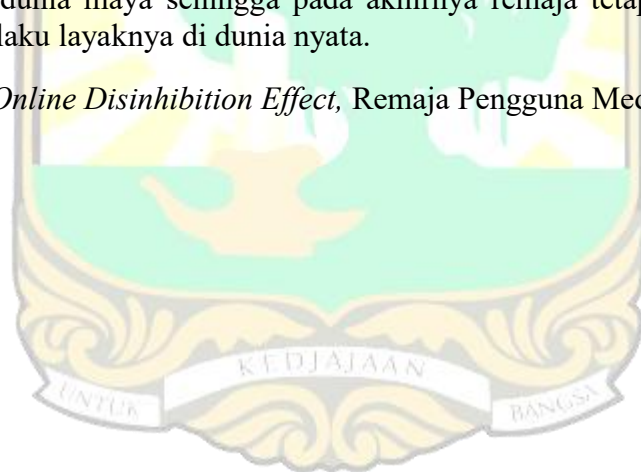 dunia maya sehingga pada akhirnya remaja tetap
laku layaknya di dunia nyata.
Online Disinhibition Effect, Remaja Pengguna Med
UNTUK KEDJAJAAN BANGSA